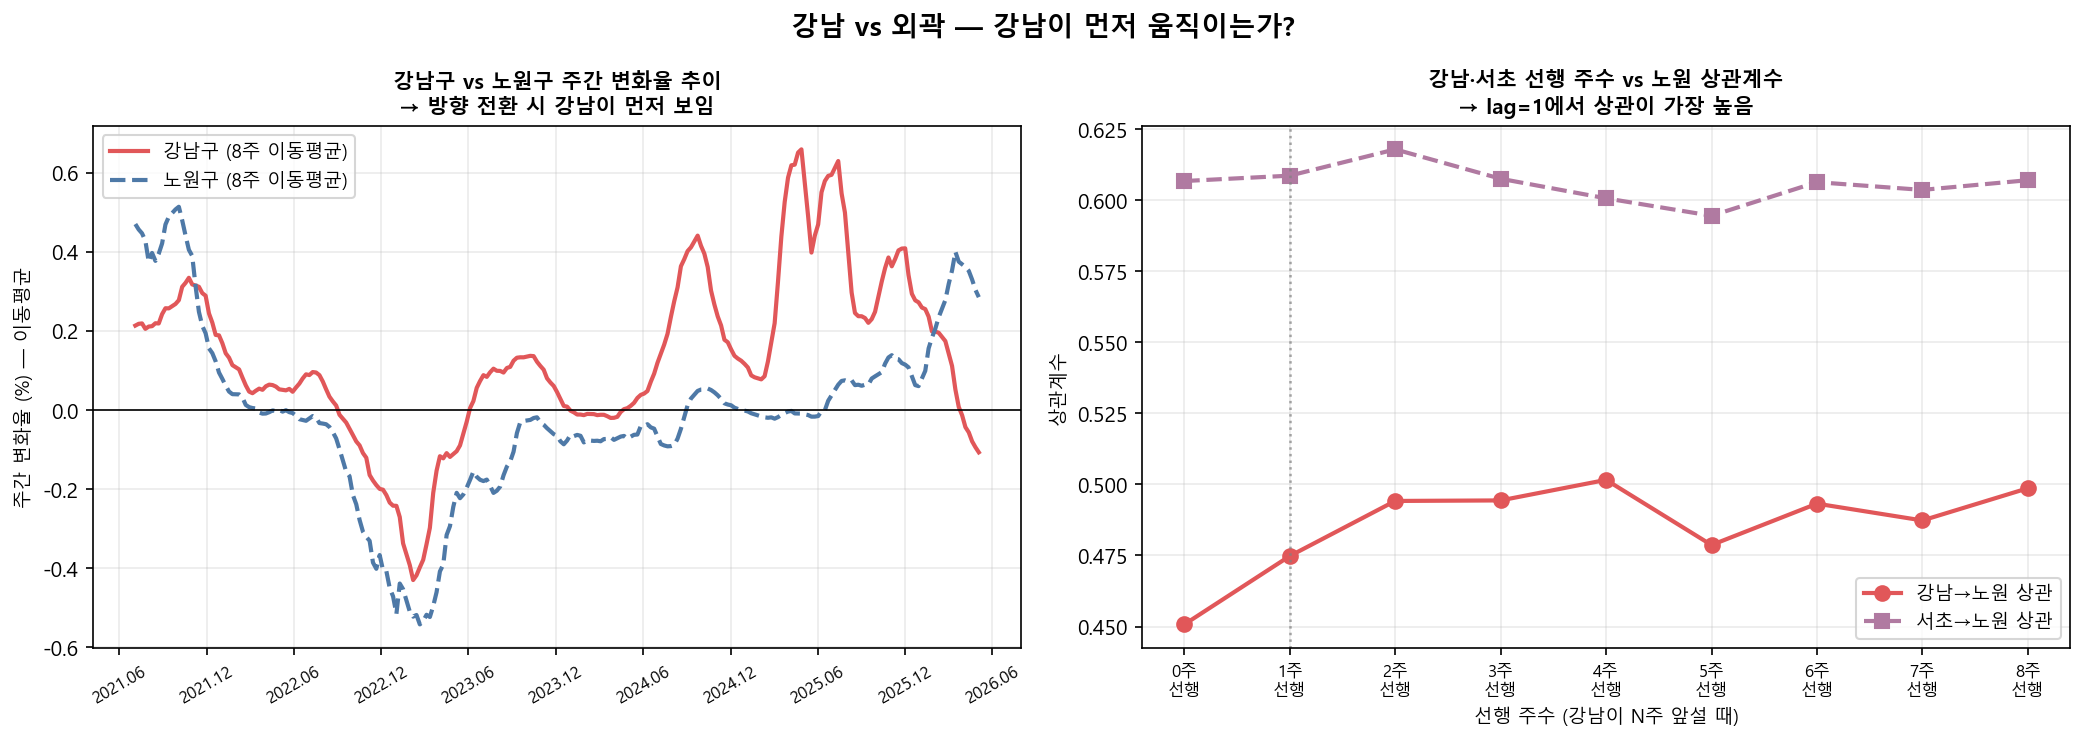 강남 vs 외곽 — 강남이 먼저 움직이는가?
강남구 vs 노원구 주간 변화율 추이
→ 방향 전환 시 강남이 먼저 보임
강남구 (8주 이동평균)
노원구 (8주 이동평균)
주간 변화율 (%) — 이동평균
0.6
0.4
0.2
0.0
-0.2
-0.4
-0.6
2021.06
2021.12
2022.06
2022.12
2023.06
2023.12
2024.06
2024.12
2025.06
2025.12
2026.06
강남·서초 선행 주수 vs 노원 상관계수
→ lag=1에서 상관이 가장 높음
상관계수
0.625
0.600
0.575
0.550
0.525
0.500
0.475
0.450
강남→노원 상관
서초→노원 상관
0주
선행
1주
선행
2주
선행
3주
선행
4주
선행
5주
선행
6주
선행
7주
선행
8주
선행
선행 주수 (강남이 N주 앞설 때)